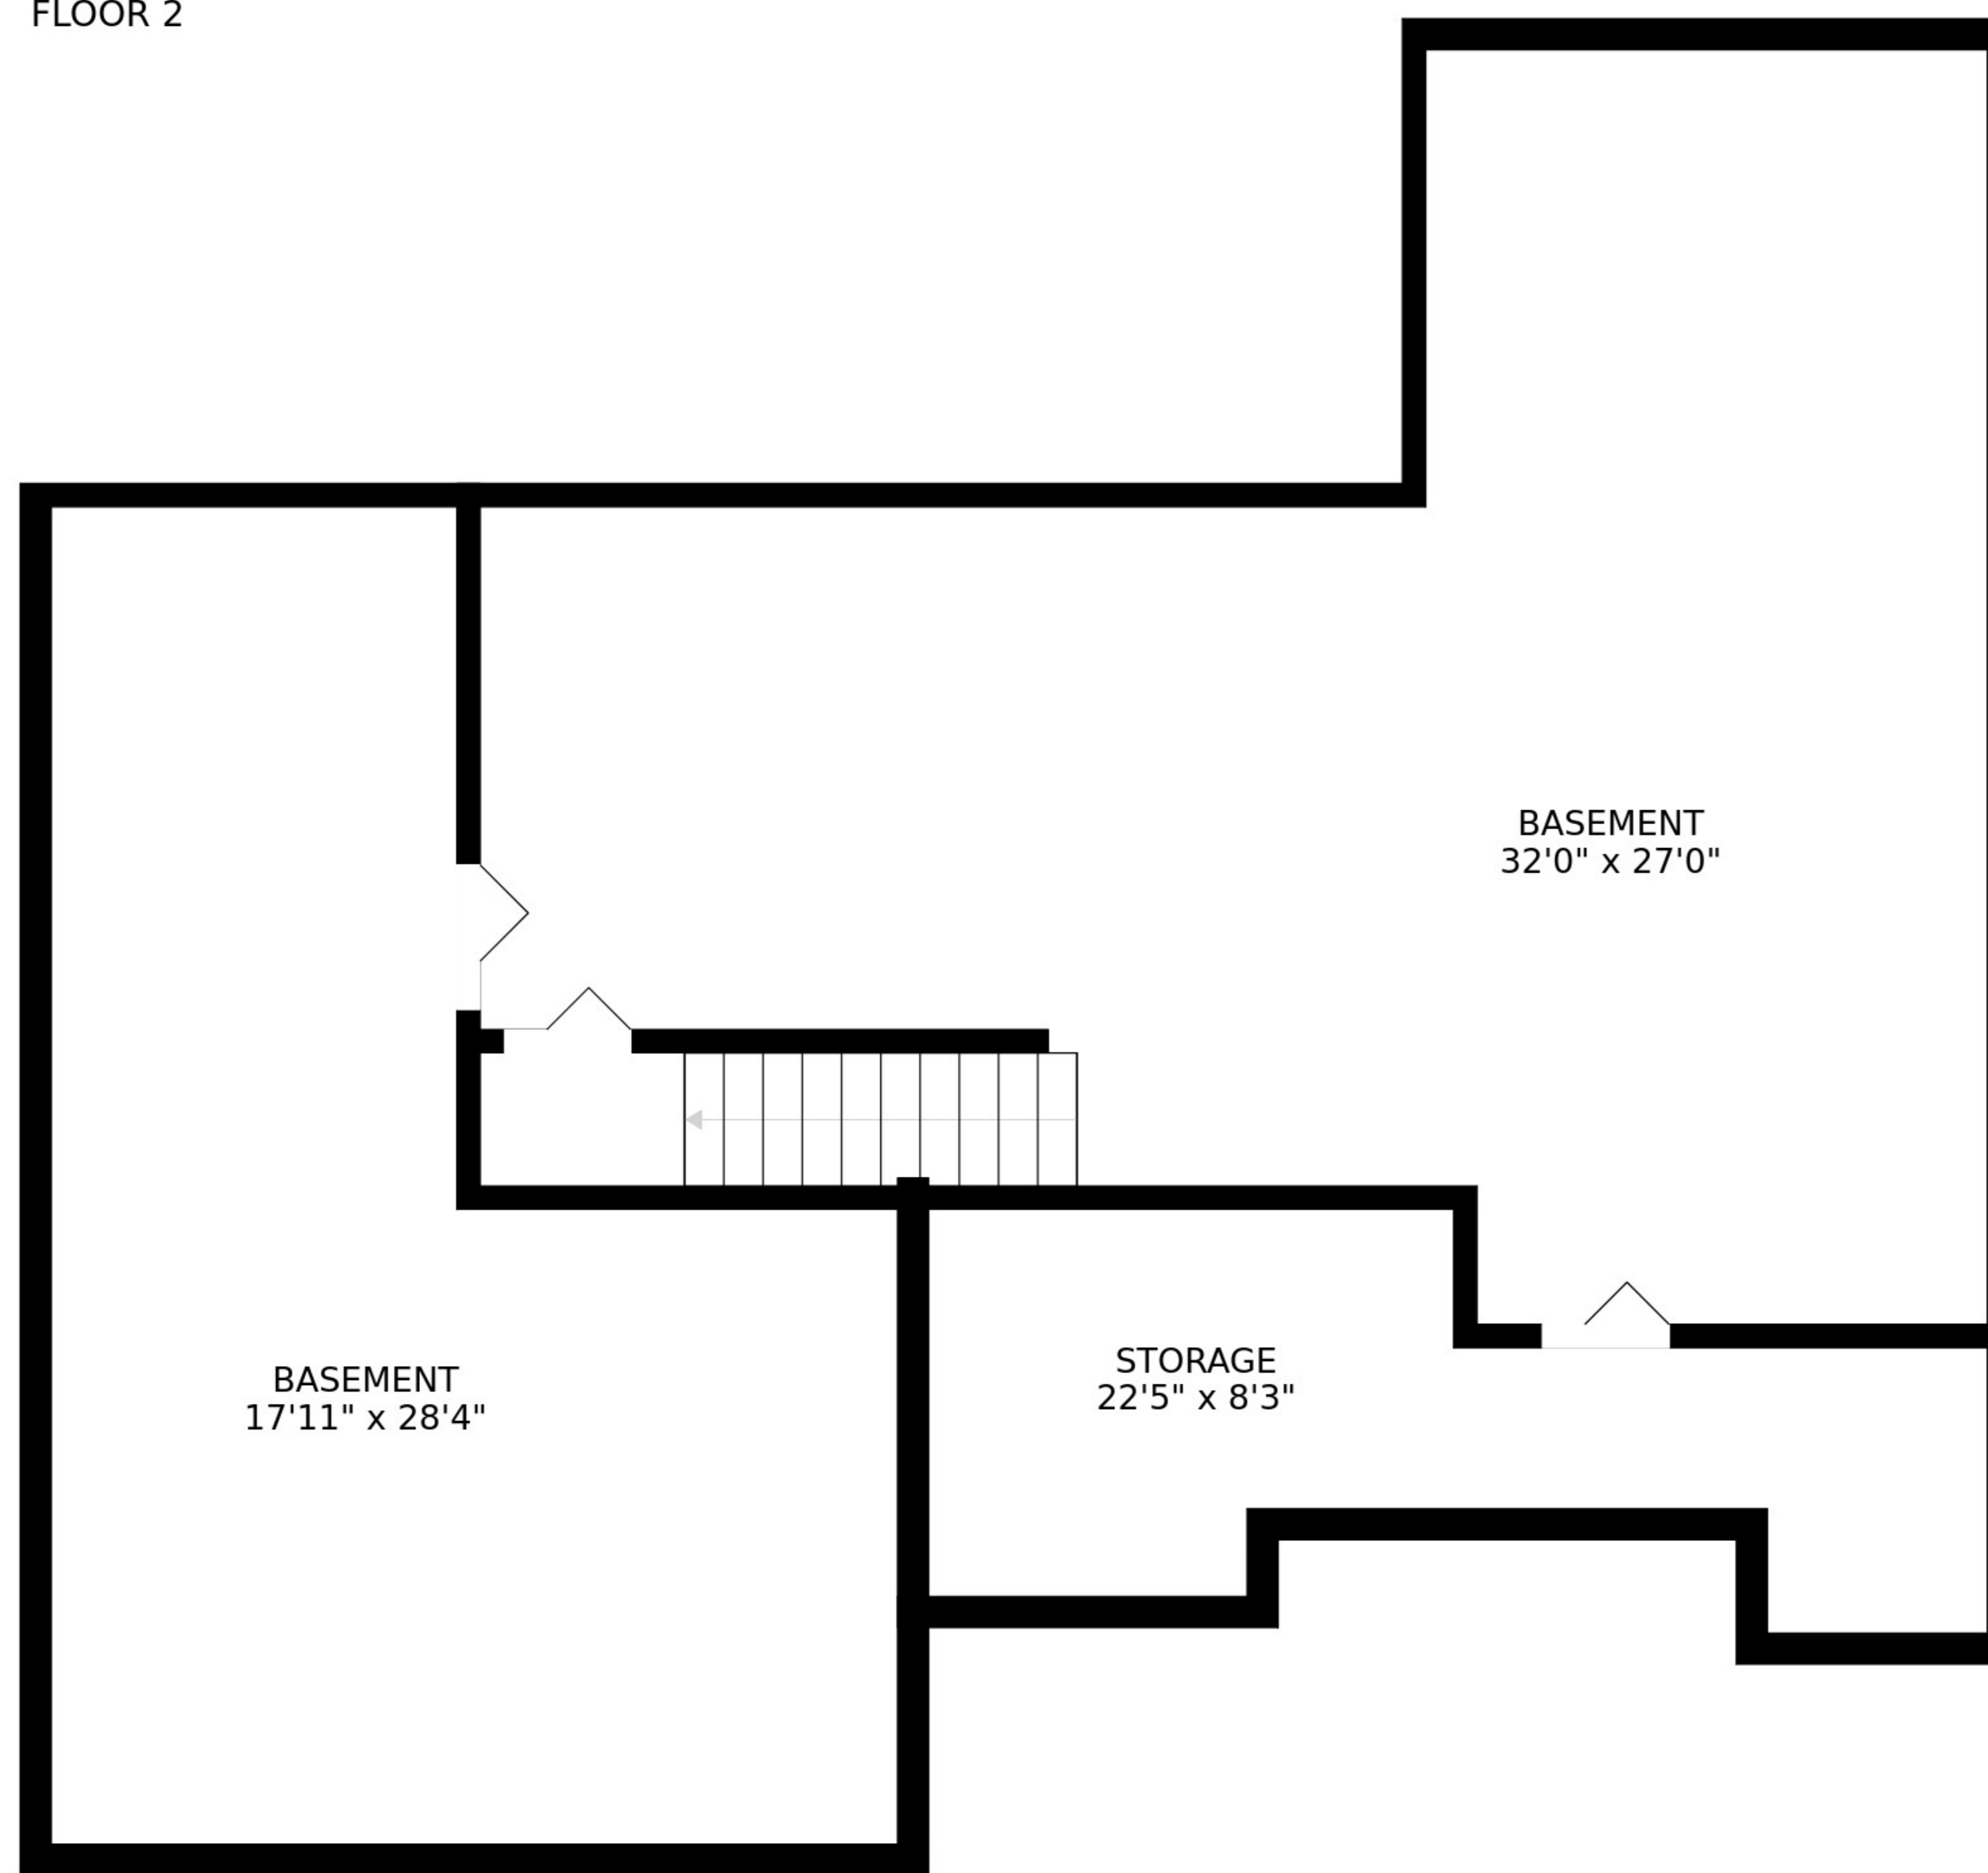 FLOOR 2
BASEMENT
32'0" x 27'0"
STORAGE
22'5" x 8'3"
BASEMENT
17'11" x 28'4"